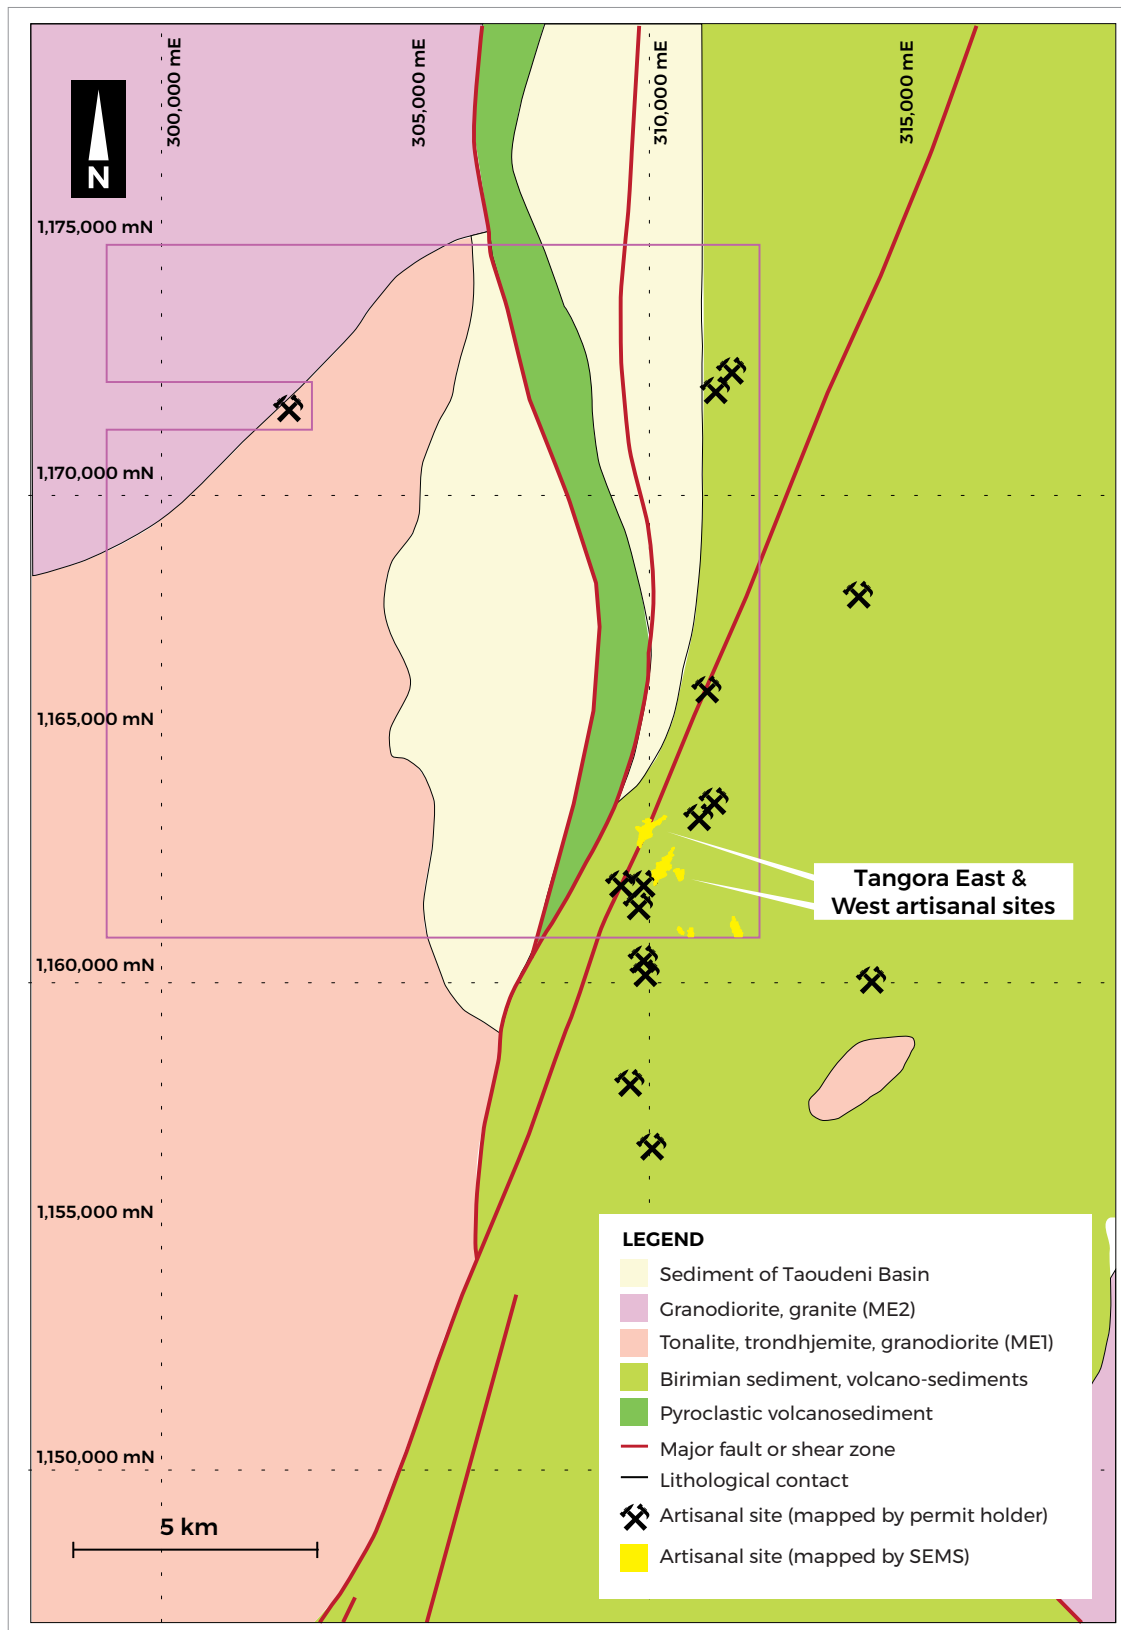 300,000 mE
305,000 mE
310,000 mE
315,000 mE
N
1,175,000 mN
1,170,000 mN
1,165,000 mN
Tangora East &
West artisanal sites
1,160,000 mN
1,155,000 mN
1,150,000 mN
5 km
LEGEND
Sediment of Taoudeni Basin
Granodiorite, granite (ME2)
Tonalite, trondhjemite, granodiorite (ME1)
Birimian sediment, volcano-sediments
Pyroclastic volcanosediment
Major fault or shear zone
Lithological contact
Artisanal site (mapped by permit holder)
Artisanal site (mapped by SEMS)